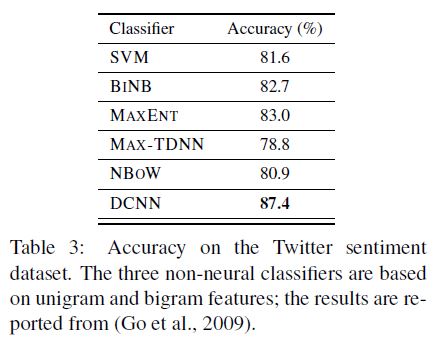 Classifier Accuracy (%)
SVM 81.6
BINB 82.7
MAXENT 83.0
MAX-TDNN 78.8
NBOW 80.9
DCNN 87.4
Table 3: Accuracy on the Twitter sentiment
dataset. The three non-neural classifiers are based
on unigram and bigram features; the results are re-
ported from (Go et al., 2009).